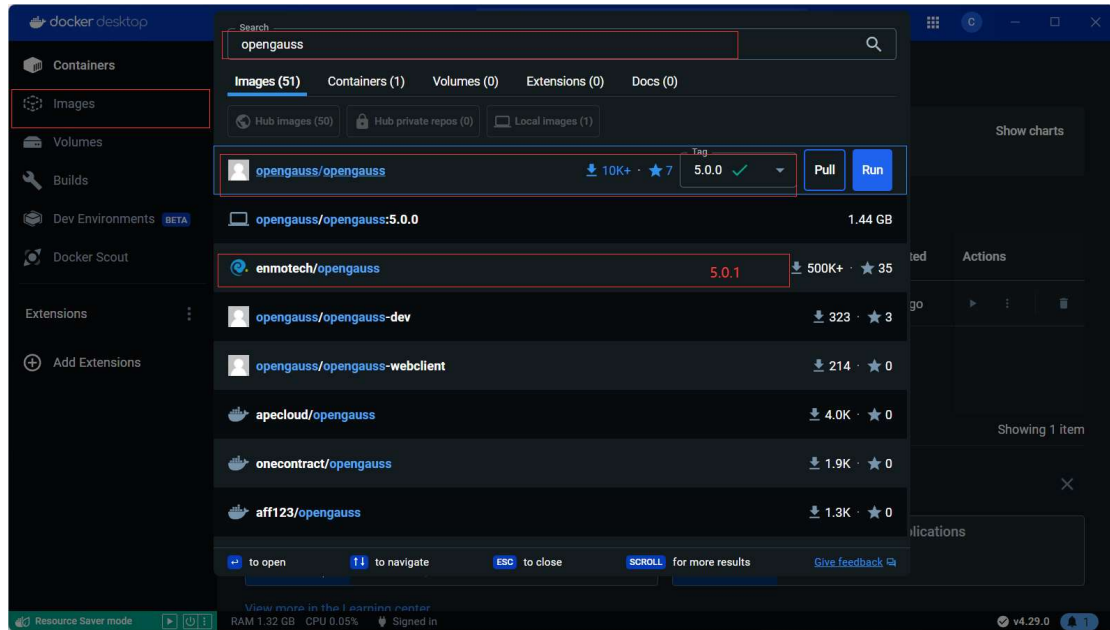 docker desktop
C
Search
opengauss
Containers
Images (51) Containers (1) Volumes (0) Extensions (0) Docs (0)
Images
Hub images (50) Hub private repos (0) Local images (1)
Volumes
Show charts
Builds
opengauss/opengauss 10K+ · 7 Tag 5.0.0 Pull Run
Dev Environments BETA
opengauss/opengauss:5.0.0 1.44 GB
Docker Scout
enmotech/opengauss 5.0.1 500K+ · 35
ted Actions
Extensions
opengauss/opengauss-dev 323 · 3
go
Add Extensions
opengauss/opengauss-webclient 214 · 0
apecloud/opengauss 4.0K · 0
Showing 1 item
onecontract/opengauss 1.9K · 0
aff123/opengauss 1.3K · 0
plications
to open to navigate ESC to close SCROLL for more results Give feedback
View more in the Learning center
Resource Saver mode RAM 1.32 GB CPU 0.05% Signed in v4.29.0 1